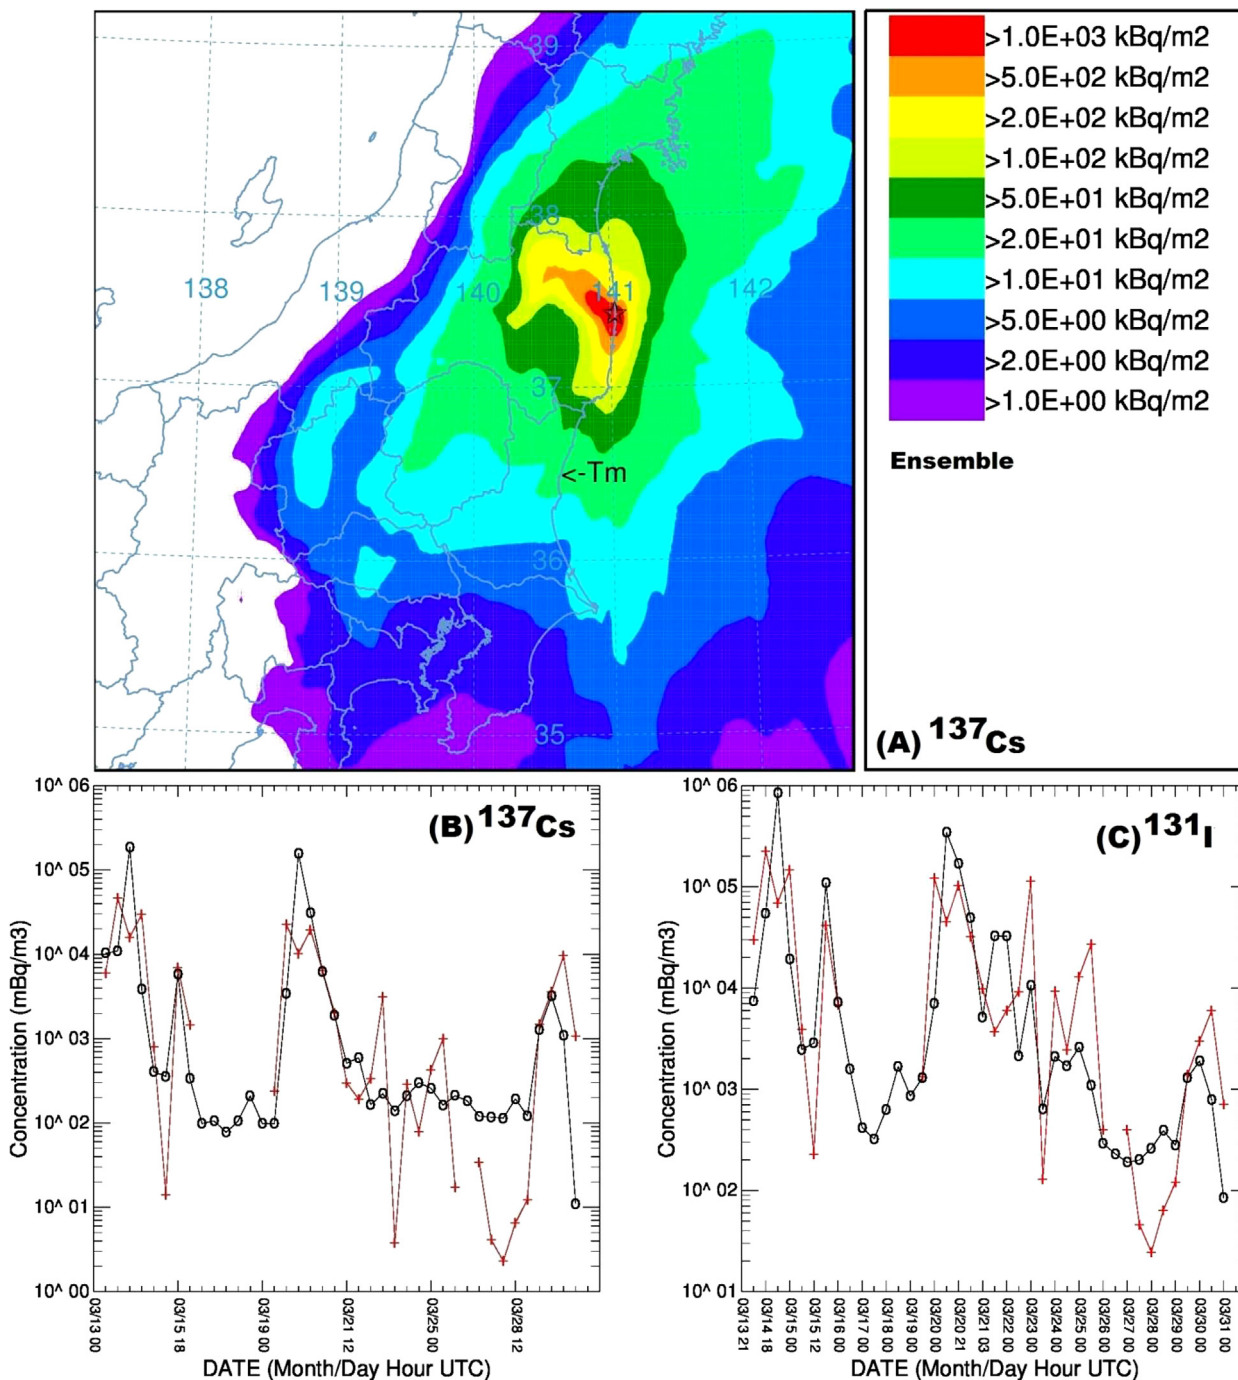 39
38
138
139
140
141
142
37
<-Tm
36
35
>1.0E+03 kBq/m2
>5.0E+02 kBq/m2
>2.0E+02 kBq/m2
>1.0E+02 kBq/m2
>5.0E+01 kBq/m2
>2.0E+01 kBq/m2
>1.0E+01 kBq/m2
>5.0E+00 kBq/m2
>2.0E+00 kBq/m2
>1.0E+00 kBq/m2
Ensemble
(A) 137Cs
(B) 137Cs
Concentration (mBq/m3)
10^ 06
10^ 05
10^ 04
10^ 03
10^ 02
10^ 01
10^ 00
03/13 00
03/15 18
03/19 00
03/21 12
03/25 00
03/28 12
DATE (Month/Day Hour UTC)
(C) 131I
Concentration (mBq/m3)
10^ 06
10^ 05
10^ 04
10^ 03
10^ 02
10^ 01
03/13 21
03/14 18
03/15 00
03/15 12
03/16 00
03/17 00
03/18 00
03/19 00
03/20 00
03/20 21
03/21 03
03/22 00
03/23 00
03/24 00
03/25 00
03/26 00
03/27 00
03/28 00
03/29 00
03/30 00
03/31 00
DATE (Month/Day Hour UTC)